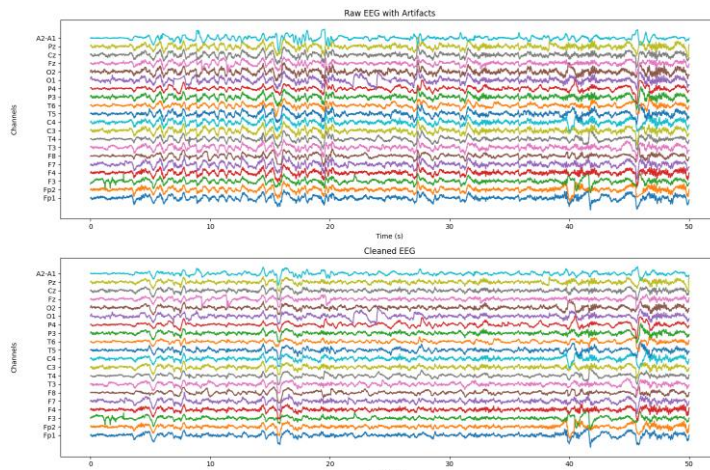 Raw EEG with Artifacts
A2-A1
Pz
Cz
Fz
O2
O1
P4
P3
T6
T5
C4
C3
T4
T3
F8
F7
F4
F3
Fp2
Fp1
Channels
0 10 20 30 40 50
Time (s)
Cleaned EEG
A2-A1
Pz
Cz
Fz
O2
O1
P4
P3
T6
T5
C4
C3
T4
T3
F8
F7
F4
F3
Fp2
Fp1
Channels
0 10 20 30 40 50